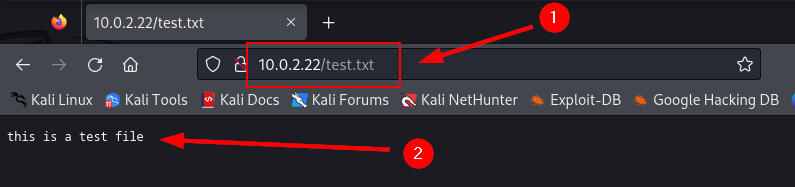 10.0.2.22/test.txt
1
10.0.2.22/test.txt
Kali Linux Kali Tools Kali Docs Kali Forums Kali NetHunter Exploit-DB Google Hacking DB
this is a test file
2